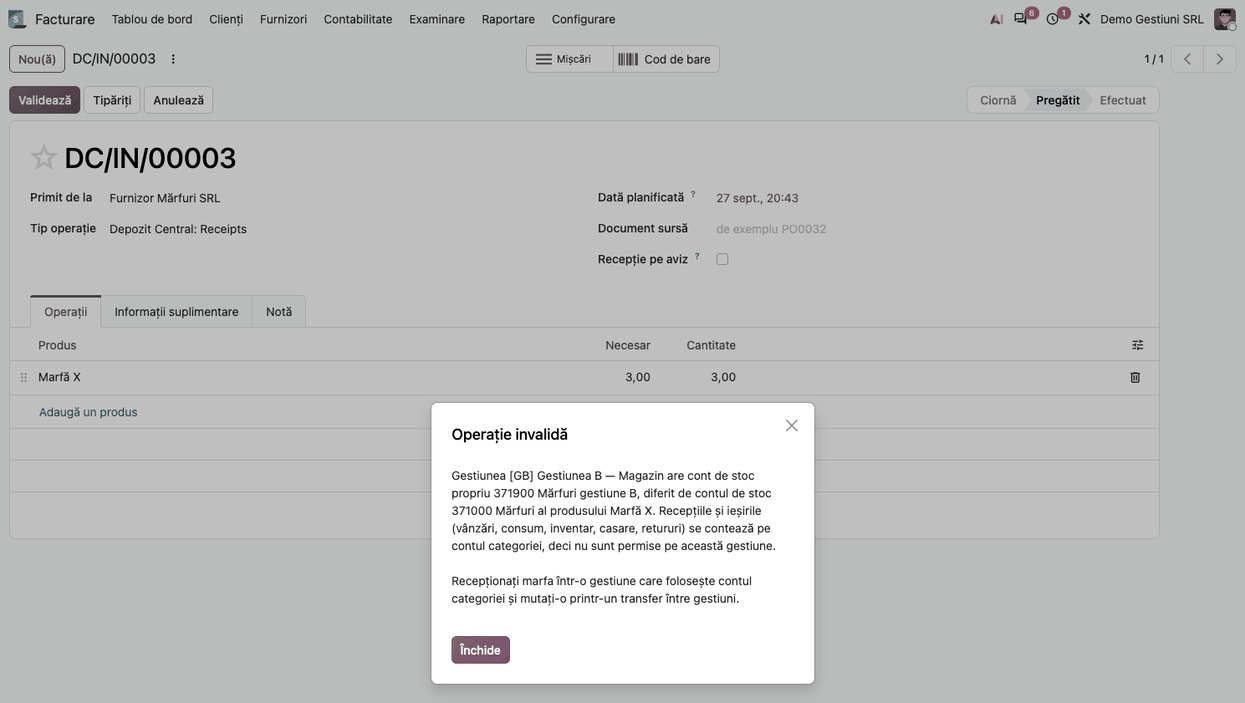 Facturare
Tablou de bord
Clienți
Furnizori
Contabilitate
Examinare
Raportare
Configurare
AI
6
1
Demo Gestiuni SRL
Nou(ă)
DC/IN/00003
Mișcări
Cod de bare
1 / 1
Validează
Tipăriți
Anulează
Ciornă
Pregătit
Efectuat
DC/IN/00003
Primit de la
Furnizor Mărfuri SRL
Dată planificată ?
27 sept., 20:43
Tip operație
Depozit Central: Receipts
Document sursă
de exemplu PO0032
Recepție pe aviz ?
Operații
Informații suplimentare
Notă
Produs
Necesar
Cantitate
Marfă X
3,00
3,00
Adaugă un produs
Operație invalidă
Gestiunea [GB] Gestiunea B — Magazin are cont de stoc
propriu 371900 Mărfuri gestiune B, diferit de contul de stoc
371000 Mărfuri al produsului Marfă X. Recepțiile și ieșirile
(vânzări, consum, inventar, casare, retururi) se contează pe
contul categoriei, deci nu sunt permise pe această gestiune.
Recepționați marfa într-o gestiune care folosește contul
categoriei și mutați-o printr-un transfer între gestiuni.
Închide